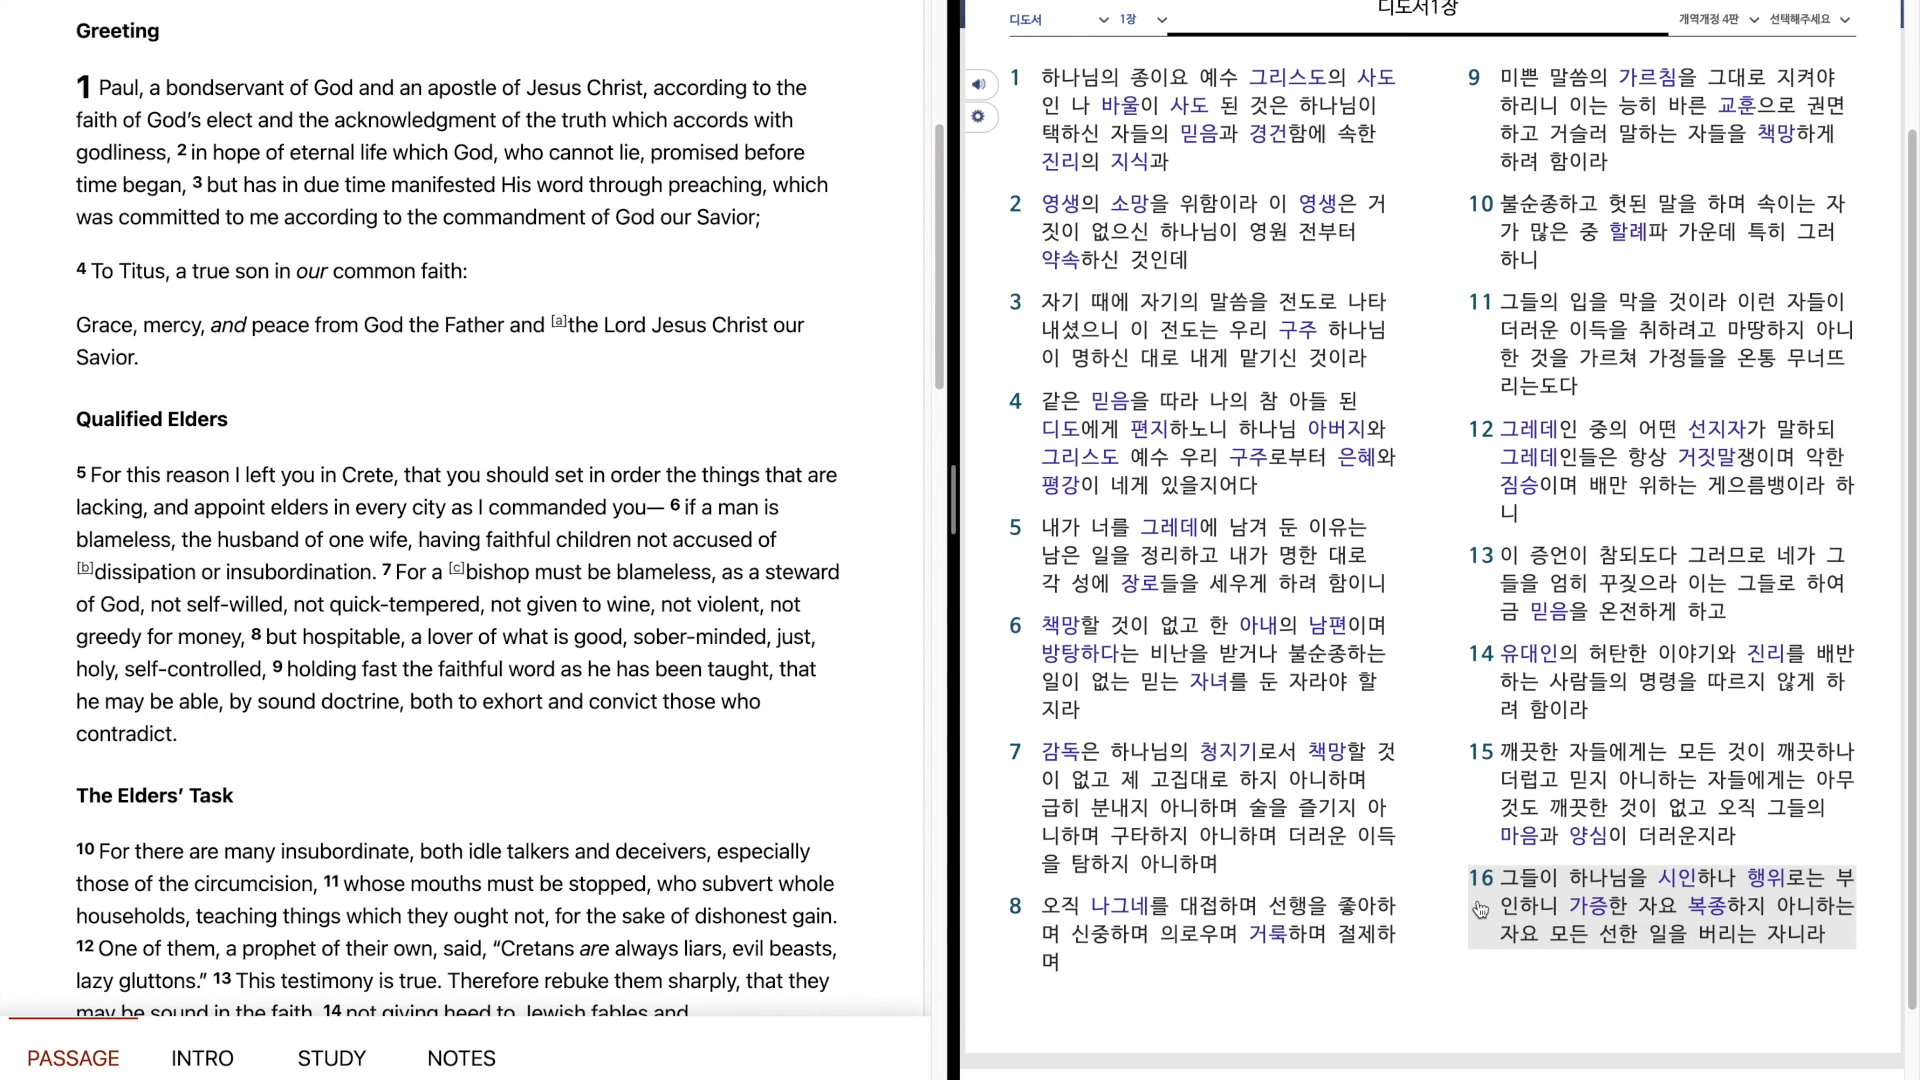 Greeting
1 Paul, a bondservant of God and an apostle of Jesus Christ, according to the
faith of God’s elect and the acknowledgment of the truth which accords with
godliness, 2 in hope of eternal life which God, who cannot lie, promised before
time began, 3 but has in due time manifested His word through preaching, which
was committed to me according to the commandment of God our Savior;
4 To Titus, a true son in our common faith:
Grace, mercy, and peace from God the Father and [a]the Lord Jesus Christ our
Savior.
Qualified Elders
5 For this reason I left you in Crete, that you should set in order the things that are
lacking, and appoint elders in every city as I commanded you— 6 if a man is
blameless, the husband of one wife, having faithful children not accused of
[b]dissipation or insubordination. 7 For a [c]bishop must be blameless, as a steward
of God, not self-willed, not quick-tempered, not given to wine, not violent, not
greedy for money, 8 but hospitable, a lover of what is good, sober-minded, just,
holy, self-controlled, 9 holding fast the faithful word as he has been taught, that
he may be able, by sound doctrine, both to exhort and convict those who
contradict.
The Elders’ Task
10 For there are many insubordinate, both idle talkers and deceivers, especially
those of the circumcision, 11 whose mouths must be stopped, who subvert whole
households, teaching things which they ought not, for the sake of dishonest gain.
12 One of them, a prophet of their own, said, “Cretans are always liars, evil beasts,
lazy gluttons.” 13 This testimony is true. Therefore rebuke them sharply, that they
may be sound in the faith, 14 not giving heed to Jewish fables and
PASSAGE INTRO STUDY NOTES
디도서 1장 디도서1장 개역개정 4판 선택해주세요
1 하나님의 종이요 예수 그리스도의 사도
인 나 바울이 사도 된 것은 하나님이
택하신 자들의 믿음과 경건함에 속한
진리의 지식과
2 영생의 소망을 위함이라 이 영생은 거
짓이 없으신 하나님이 영원 전부터
약속하신 것인데
3 자기 때에 자기의 말씀을 전도로 나타
내셨으니 이 전도는 우리 구주 하나님
이 명하신 대로 내게 맡기신 것이라
4 같은 믿음을 따라 나의 참 아들 된
디도에게 편지하노니 하나님 아버지와
그리스도 예수 우리 구주로부터 은혜와
평강이 네게 있을지어다
5 내가 너를 그레데에 남겨 둔 이유는
남은 일을 정리하고 내가 명한 대로
각 성에 장로들을 세우게 하려 함이니
6 책망할 것이 없고 한 아내의 남편이며
방탕하다는 비난을 받거나 불순종하는
일이 없는 믿는 자녀를 둔 자라야 할
지라
7 감독은 하나님의 청지기로서 책망할 것
이 없고 제 고집대로 하지 아니하며
급히 분내지 아니하며 술을 즐기지 아
니하며 구타하지 아니하며 더러운 이득
을 탐하지 아니하며
8 오직 나그네를 대접하며 선행을 좋아하
며 신중하며 의로우며 거룩하며 절제하
며
9 미쁜 말씀의 가르침을 그대로 지켜야
하리니 이는 능히 바른 교훈으로 권면
하고 거슬러 말하는 자들을 책망하게
하려 함이라
10 불순종하고 헛된 말을 하며 속이는 자
가 많은 중 할례파 가운데 특히 그러
하니
11 그들의 입을 막을 것이라 이런 자들이
더러운 이득을 취하려고 마땅하지 아니
한 것을 가르쳐 가정들을 온통 무너뜨
리는도다
12 그레데인 중의 어떤 선지자가 말하되
그레데인들은 항상 거짓말쟁이며 악한
짐승이며 배만 위하는 게으름뱅이라 하
니
13 이 증언이 참되도다 그러므로 네가 그
들을 엄히 꾸짖으라 이는 그들로 하여
금 믿음을 온전하게 하고
14 유대인의 허탄한 이야기와 진리를 배반
하는 사람들의 명령을 따르지 않게 하
려 함이라
15 깨끗한 자들에게는 모든 것이 깨끗하나
더럽고 믿지 아니하는 자들에게는 아무
것도 깨끗한 것이 없고 오직 그들의
마음과 양심이 더러운지라
16 그들이 하나님을 시인하나 행위로는 부
인하니 가증한 자요 복종하지 아니하는
자요 모든 선한 일을 버리는 자니라